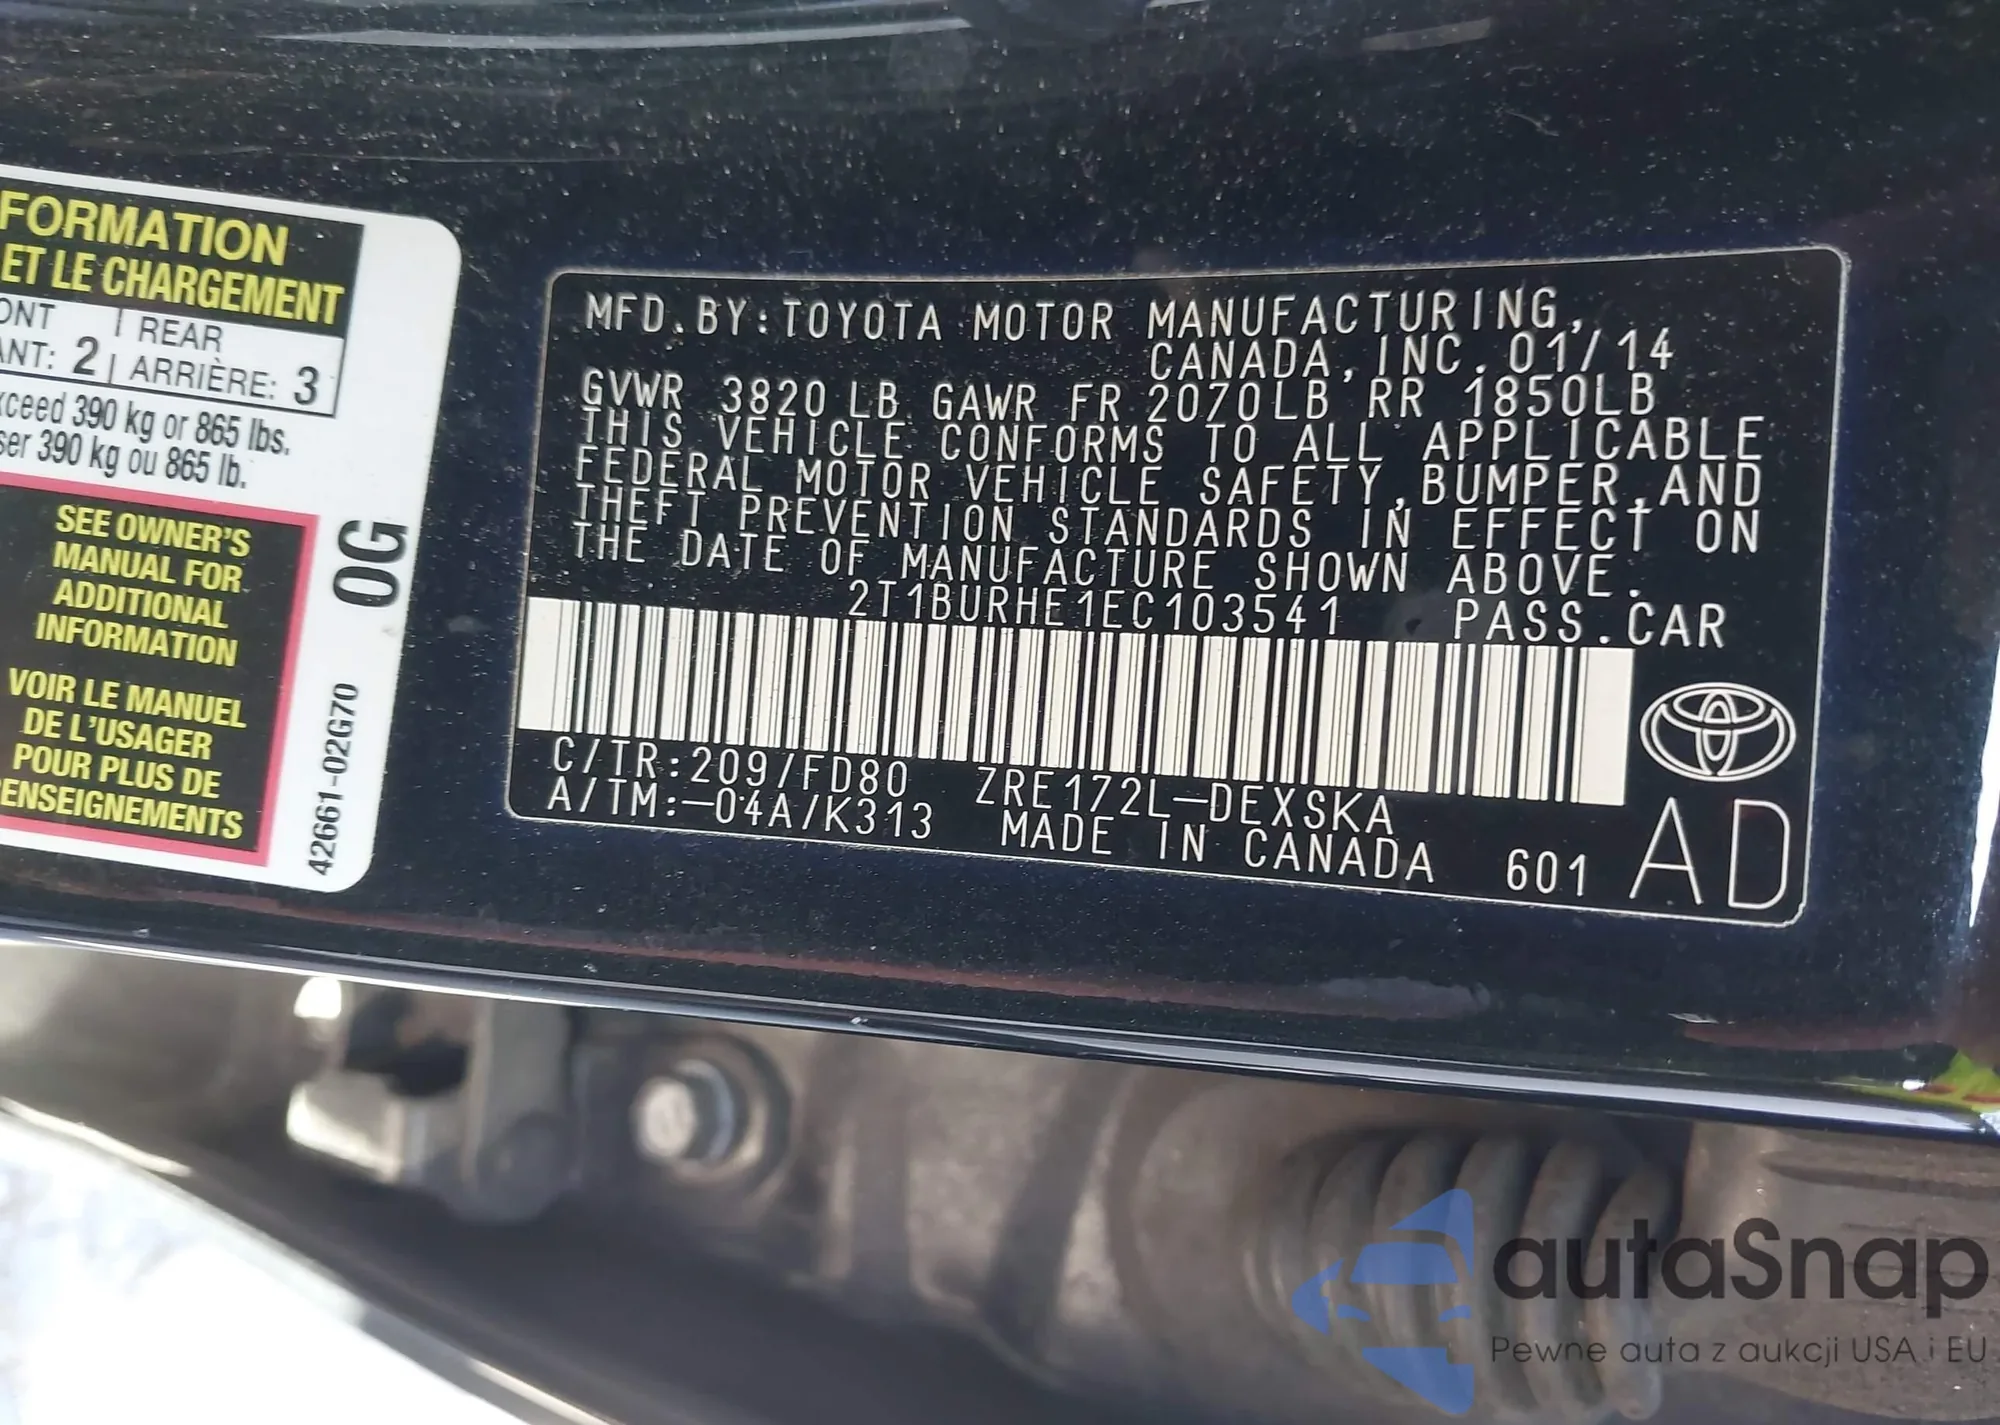 FORMATION
ET LE CHARGEMENT
ONT | REAR
ANT: 2 | ARRIÈRE: 3
xceed 390 kg or 865 lbs.
ser 390 kg ou 865 lb.
SEE OWNER'S
MANUAL FOR
ADDITIONAL
INFORMATION
VOIR LE MANUEL
DE L'USAGER
POUR PLUS DE
ENSEIGNEMENTS
0G
42661-02G70
MFD.BY:TOYOTA MOTOR MANUFACTURING,
CANADA,INC.01/14
GVWR 3820LB GAWR FR 2070LB RR 1850LB
THIS VEHICLE CONFORMS TO ALL APPLICABLE
FEDERAL MOTOR VEHICLE SAFETY,BUMPER,AND
THEFT PREVENTION STANDARDS IN EFFECT ON
THE DATE OF MANUFACTURE SHOWN ABOVE.
2T1BURHE1EC103541 PASS.CAR
C/TR:209/FD80 ZRE172L-DEXSKA
A/TM:-04A/K313 MADE IN CANADA 601 AD
autaSnap
Pewne auta z aukcji USA i EU